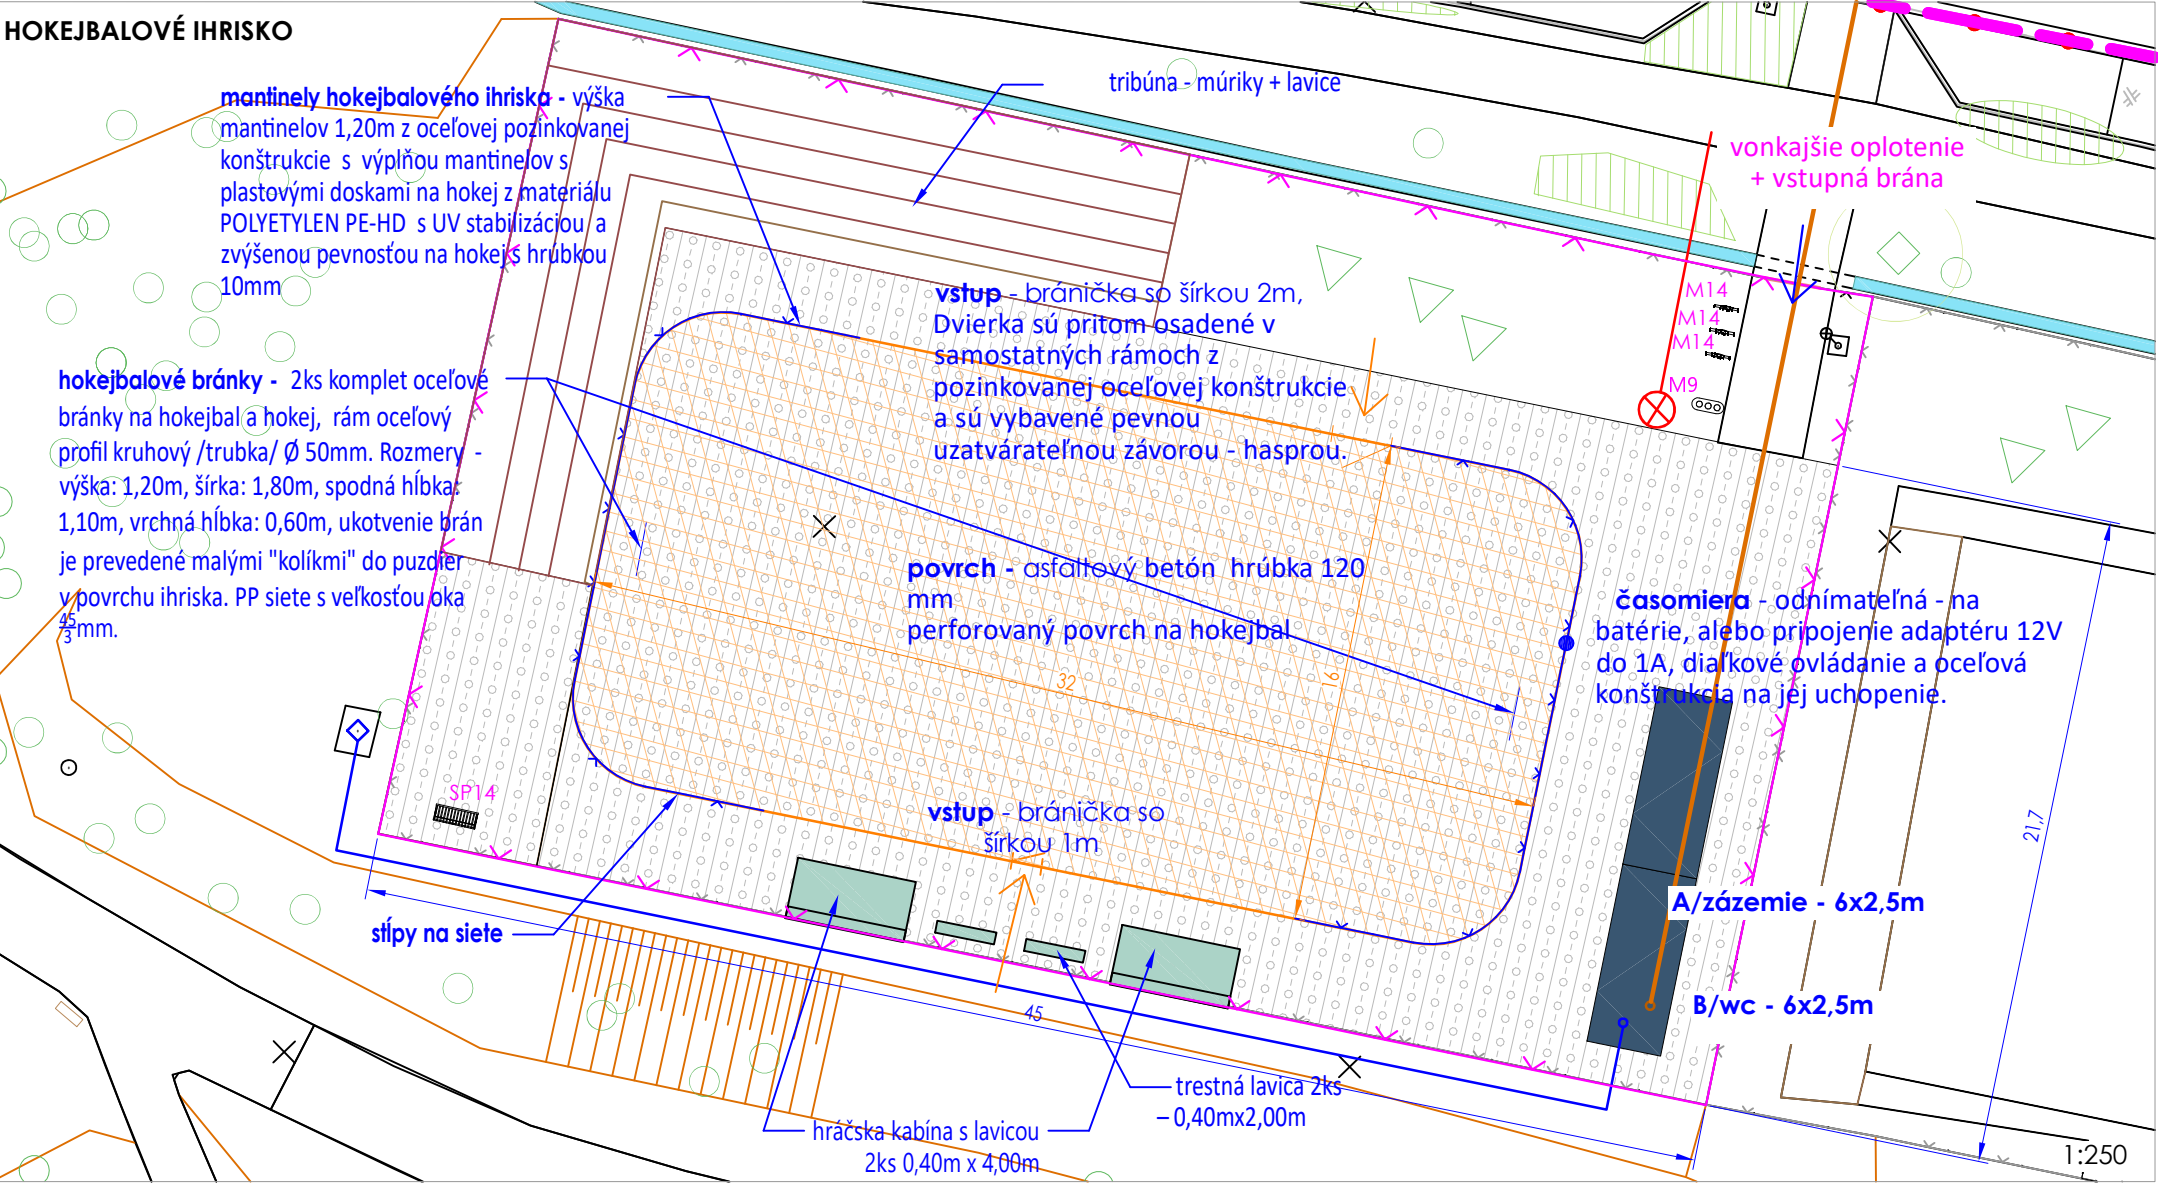 HOKEJBALOVÉ IHRISKO
mantinely hokejbalového ihriska - výška
mantinelov 1,20m z oceľovej pozinkovanej
konštrukcie s výplňou mantinelov s
plastovými doskami na hokej z materiálu
POLYETYLEN PE-HD s UV stabilizáciou a
zvýšenou pevnosťou na hokej s hrúbkou
10mm
tribúna - múriky + lavice
vonkajšie oplotenie
+ vstupná brána
M14
M14
M14
M9
vstup - bránička so šírkou 2m,
Dvierka sú pritom osadené v
samostatných rámoch z
pozinkovanej oceľovej konštrukcie
a sú vybavené pevnou
uzatvárateľnou závorou - hasprou.
hokejbalové bránky - 2ks komplet oceľové
bránky na hokejbal a hokej, rám oceľový
profil kruhový /trubka/ Ø 50mm. Rozmery -
výška: 1,20m, šírka: 1,80m, spodná hĺbka:
1,10m, vrchná hĺbka: 0,60m, ukotvenie brán
je prevedené malými "kolíkmi" do puzdier
v povrchu ihriska. PP siete s veľkosťou oka
45/3 mm.
povrch - asfaltový betón hrúbka 120
mm
perforovaný povrch na hokejbal
časomiera - odnímateľná - na
batérie, alebo pripojenie adaptéru 12V
do 1A, diaľkové ovládanie a oceľová
konštrukcia na jej uchopenie.
32
16
SP14
vstup - bránička so
šírkou 1m
21,7
A/zázemie - 6x2,5m
stĺpy na siete
B/wc - 6x2,5m
45
trestná lavica 2ks
– 0,40mx2,00m
hráčska kabína s lavicou
2ks 0,40m x 4,00m
1:250